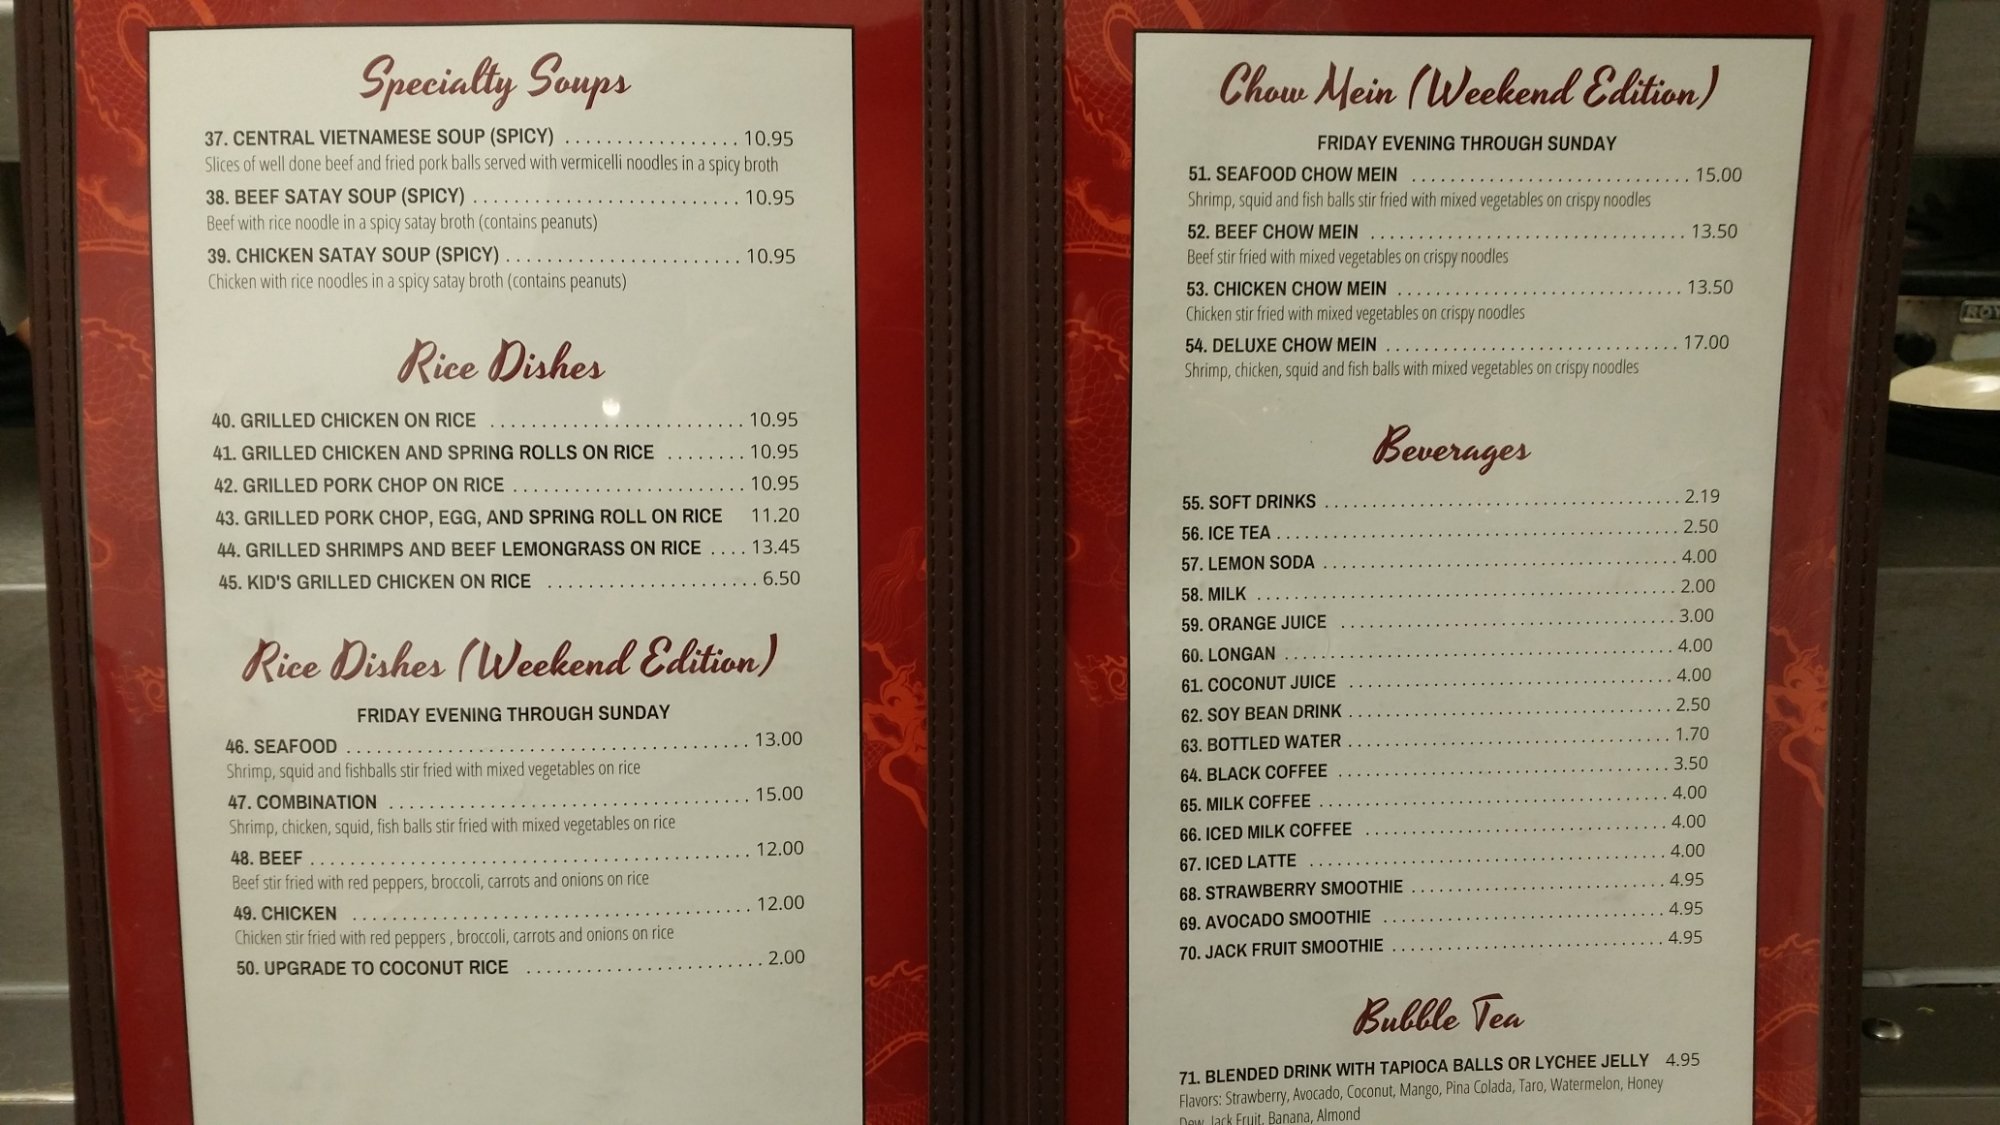 Specialty Soups
37. CENTRAL VIETNAMESE SOUP (SPICY) . . . . . . . . . . . . . . . . . 10.95
Slices of well done beef and fried pork balls served with vermicelli noodles in a spicy broth
38. BEEF SATAY SOUP (SPICY) . . . . . . . . . . . . . . . . . . . . . . . . . . 10.95
Beef with rice noodle in a spicy satay broth (contains peanuts)
39. CHICKEN SATAY SOUP (SPICY) . . . . . . . . . . . . . . . . . . . . . . . 10.95
Chicken with rice noodles in a spicy satay broth (contains peanuts)
Rice Dishes
40. GRILLED CHICKEN ON RICE . . . . . . . . . . . . . . . . . . . . . . . . . 10.95
41. GRILLED CHICKEN AND SPRING ROLLS ON RICE . . . . . . . . 10.95
42. GRILLED PORK CHOP ON RICE . . . . . . . . . . . . . . . . . . . . . . . 10.95
43. GRILLED PORK CHOP, EGG, AND SPRING ROLL ON RICE 11.20
44. GRILLED SHRIMPS AND BEEF LEMONGRASS ON RICE . . . . 13.45
45. KID'S GRILLED CHICKEN ON RICE . . . . . . . . . . . . . . . . . . . . . 6.50
Rice Dishes (Weekend Edition)
FRIDAY EVENING THROUGH SUNDAY
46. SEAFOOD . . . . . . . . . . . . . . . . . . . . . . . . . . . . . . . . . . . . . . . . 13.00
Shrimp, squid and fishballs stir fried with mixed vegetables on rice
47. COMBINATION . . . . . . . . . . . . . . . . . . . . . . . . . . . . . . . . . . . . 15.00
Shrimp, chicken, squid, fish balls stir fried with mixed vegetables on rice
48. BEEF . . . . . . . . . . . . . . . . . . . . . . . . . . . . . . . . . . . . . . . . . . . 12.00
Beef stir fried with red peppers, broccoli, carrots and onions on rice
49. CHICKEN . . . . . . . . . . . . . . . . . . . . . . . . . . . . . . . . . . . . . . . 12.00
Chicken stir fried with red peppers , broccoli, carrots and onions on rice
50. UPGRADE TO COCONUT RICE . . . . . . . . . . . . . . . . . . . . . . . 2.00
Chow Mein (Weekend Edition)
FRIDAY EVENING THROUGH SUNDAY
51. SEAFOOD CHOW MEIN . . . . . . . . . . . . . . . . . . . . . . . . . . . . 15.00
Shrimp, squid and fish balls stir fried with mixed vegetables on crispy noodles
52. BEEF CHOW MEIN . . . . . . . . . . . . . . . . . . . . . . . . . . . . . . . 13.50
Beef stir fried with mixed vegetables on crispy noodles
53. CHICKEN CHOW MEIN . . . . . . . . . . . . . . . . . . . . . . . . . . . . 13.50
Chicken stir fried with mixed vegetables on crispy noodles
54. DELUXE CHOW MEIN . . . . . . . . . . . . . . . . . . . . . . . . . . . . . 17.00
Shrimp, chicken, squid and fish balls with mixed vegetables on crispy noodles
Beverages
55. SOFT DRINKS . . . . . . . . . . . . . . . . . . . . . . . . . . . . . . . . . . . 2.19
56. ICE TEA . . . . . . . . . . . . . . . . . . . . . . . . . . . . . . . . . . . . . . . 2.50
57. LEMON SODA . . . . . . . . . . . . . . . . . . . . . . . . . . . . . . . . . . . 4.00
58. MILK . . . . . . . . . . . . . . . . . . . . . . . . . . . . . . . . . . . . . . . . . 2.00
59. ORANGE JUICE . . . . . . . . . . . . . . . . . . . . . . . . . . . . . . . . . 3.00
60. LONGAN . . . . . . . . . . . . . . . . . . . . . . . . . . . . . . . . . . . . . . 4.00
61. COCONUT JUICE . . . . . . . . . . . . . . . . . . . . . . . . . . . . . . . . 4.00
62. SOY BEAN DRINK . . . . . . . . . . . . . . . . . . . . . . . . . . . . . . . . 2.50
63. BOTTLED WATER . . . . . . . . . . . . . . . . . . . . . . . . . . . . . . . . 1.70
64. BLACK COFFEE . . . . . . . . . . . . . . . . . . . . . . . . . . . . . . . . . 3.50
65. MILK COFFEE . . . . . . . . . . . . . . . . . . . . . . . . . . . . . . . . . . . 4.00
66. ICED MILK COFFEE . . . . . . . . . . . . . . . . . . . . . . . . . . . . . . 4.00
67. ICED LATTE . . . . . . . . . . . . . . . . . . . . . . . . . . . . . . . . . . . . 4.00
68. STRAWBERRY SMOOTHIE . . . . . . . . . . . . . . . . . . . . . . . . . 4.95
69. AVOCADO SMOOTHIE . . . . . . . . . . . . . . . . . . . . . . . . . . . . 4.95
70. JACK FRUIT SMOOTHIE . . . . . . . . . . . . . . . . . . . . . . . . . . . 4.95
Bubble Tea
71. BLENDED DRINK WITH TAPIOCA BALLS OR LYCHEE JELLY 4.95
Flavors: Strawberry, Avocado, Coconut, Mango, Pina Colada, Taro, Watermelon, Honey
Dew, Jack Fruit, Banana, Almond